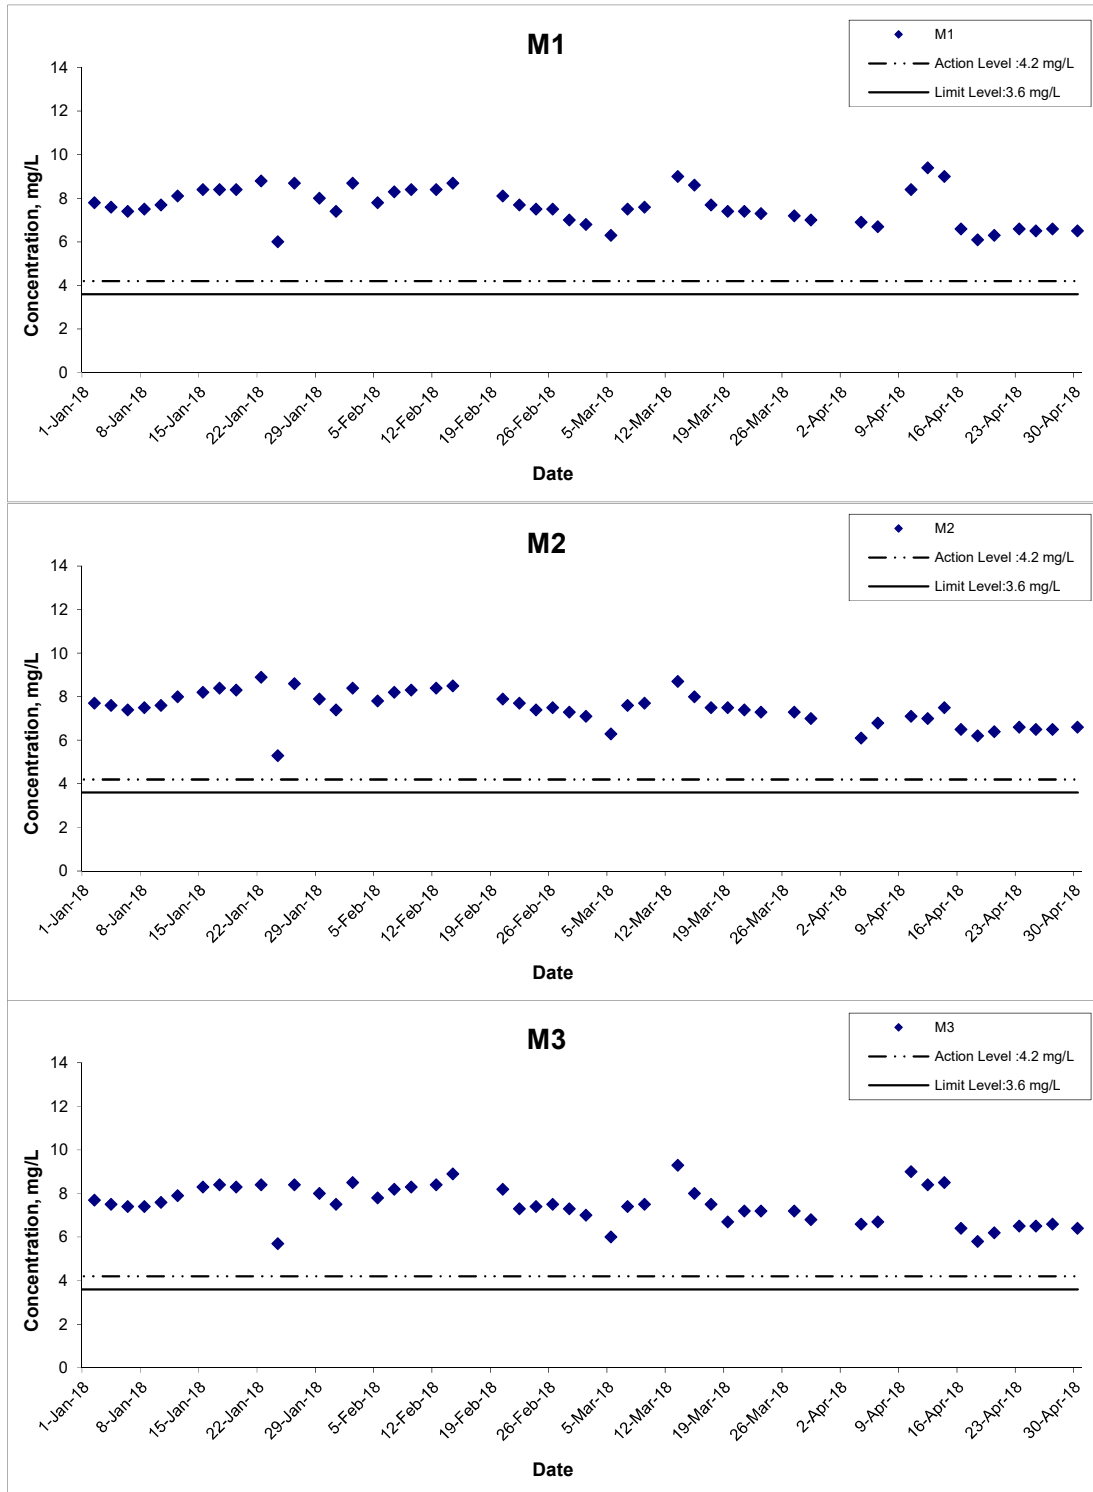 M1
M1
Action Level :4.2 mg/L
Limit Level:3.6 mg/L
Concentration, mg/L
14
12
10
8
6
4
2
0
1-Jan-18
8-Jan-18
15-Jan-18
22-Jan-18
29-Jan-18
5-Feb-18
12-Feb-18
19-Feb-18
26-Feb-18
5-Mar-18
12-Mar-18
19-Mar-18
26-Mar-18
2-Apr-18
9-Apr-18
16-Apr-18
23-Apr-18
30-Apr-18
Date
M2
M2
Action Level :4.2 mg/L
Limit Level:3.6 mg/L
Concentration, mg/L
14
12
10
8
6
4
2
0
1-Jan-18
8-Jan-18
15-Jan-18
22-Jan-18
29-Jan-18
5-Feb-18
12-Feb-18
19-Feb-18
26-Feb-18
5-Mar-18
12-Mar-18
19-Mar-18
26-Mar-18
2-Apr-18
9-Apr-18
16-Apr-18
23-Apr-18
30-Apr-18
Date
M3
M3
Action Level :4.2 mg/L
Limit Level:3.6 mg/L
Concentration, mg/L
14
12
10
8
6
4
2
0
1-Jan-18
8-Jan-18
15-Jan-18
22-Jan-18
29-Jan-18
5-Feb-18
12-Feb-18
19-Feb-18
26-Feb-18
5-Mar-18
12-Mar-18
19-Mar-18
26-Mar-18
2-Apr-18
9-Apr-18
16-Apr-18
23-Apr-18
30-Apr-18
Date